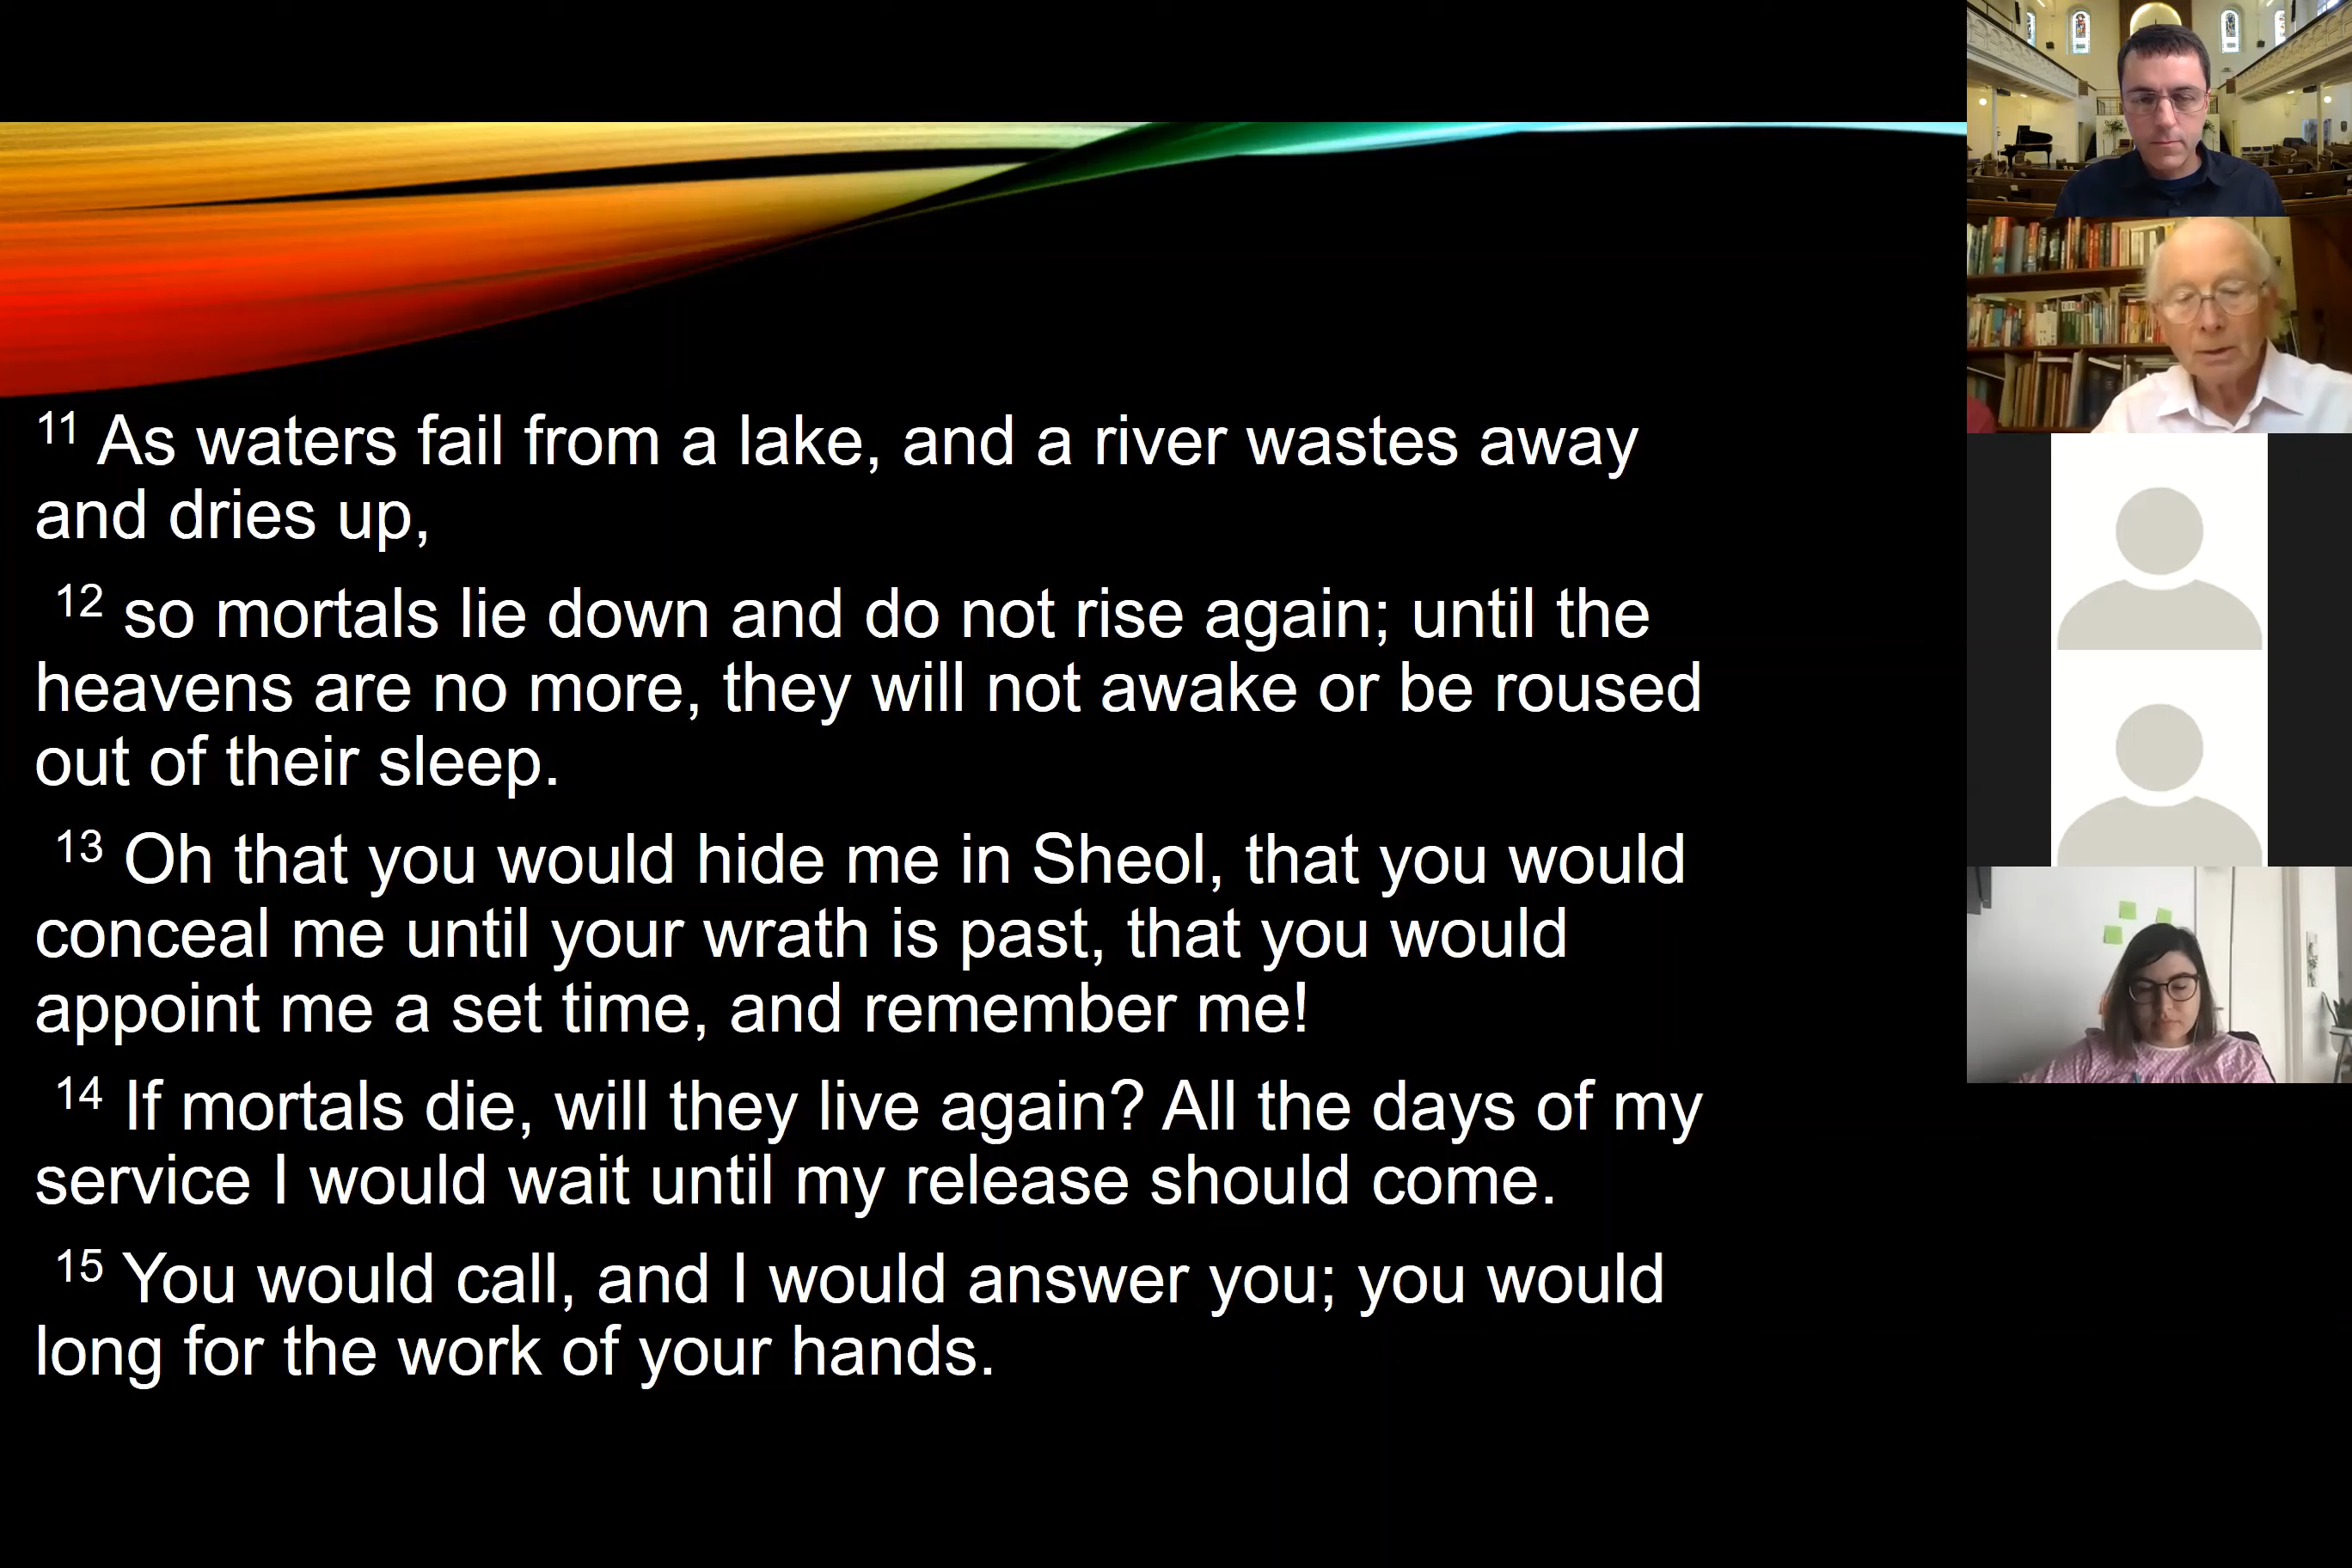 11 As waters fail from a lake, and a river wastes away
and dries up,
12 so mortals lie down and do not rise again; until the
heavens are no more, they will not awake or be roused
out of their sleep.
13 Oh that you would hide me in Sheol, that you would
conceal me until your wrath is past, that you would
appoint me a set time, and remember me!
14 If mortals die, will they live again? All the days of my
service I would wait until my release should come.
15 You would call, and I would answer you; you would
long for the work of your hands.